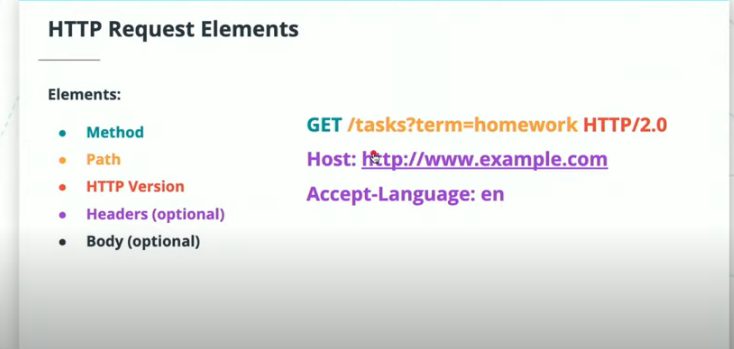 HTTP Request Elements
Elements:
Method
Path
HTTP Version
Headers (optional)
Body (optional)
GET /tasks?term=homework HTTP/2.0
Host: http://www.example.com
Accept-Language: en